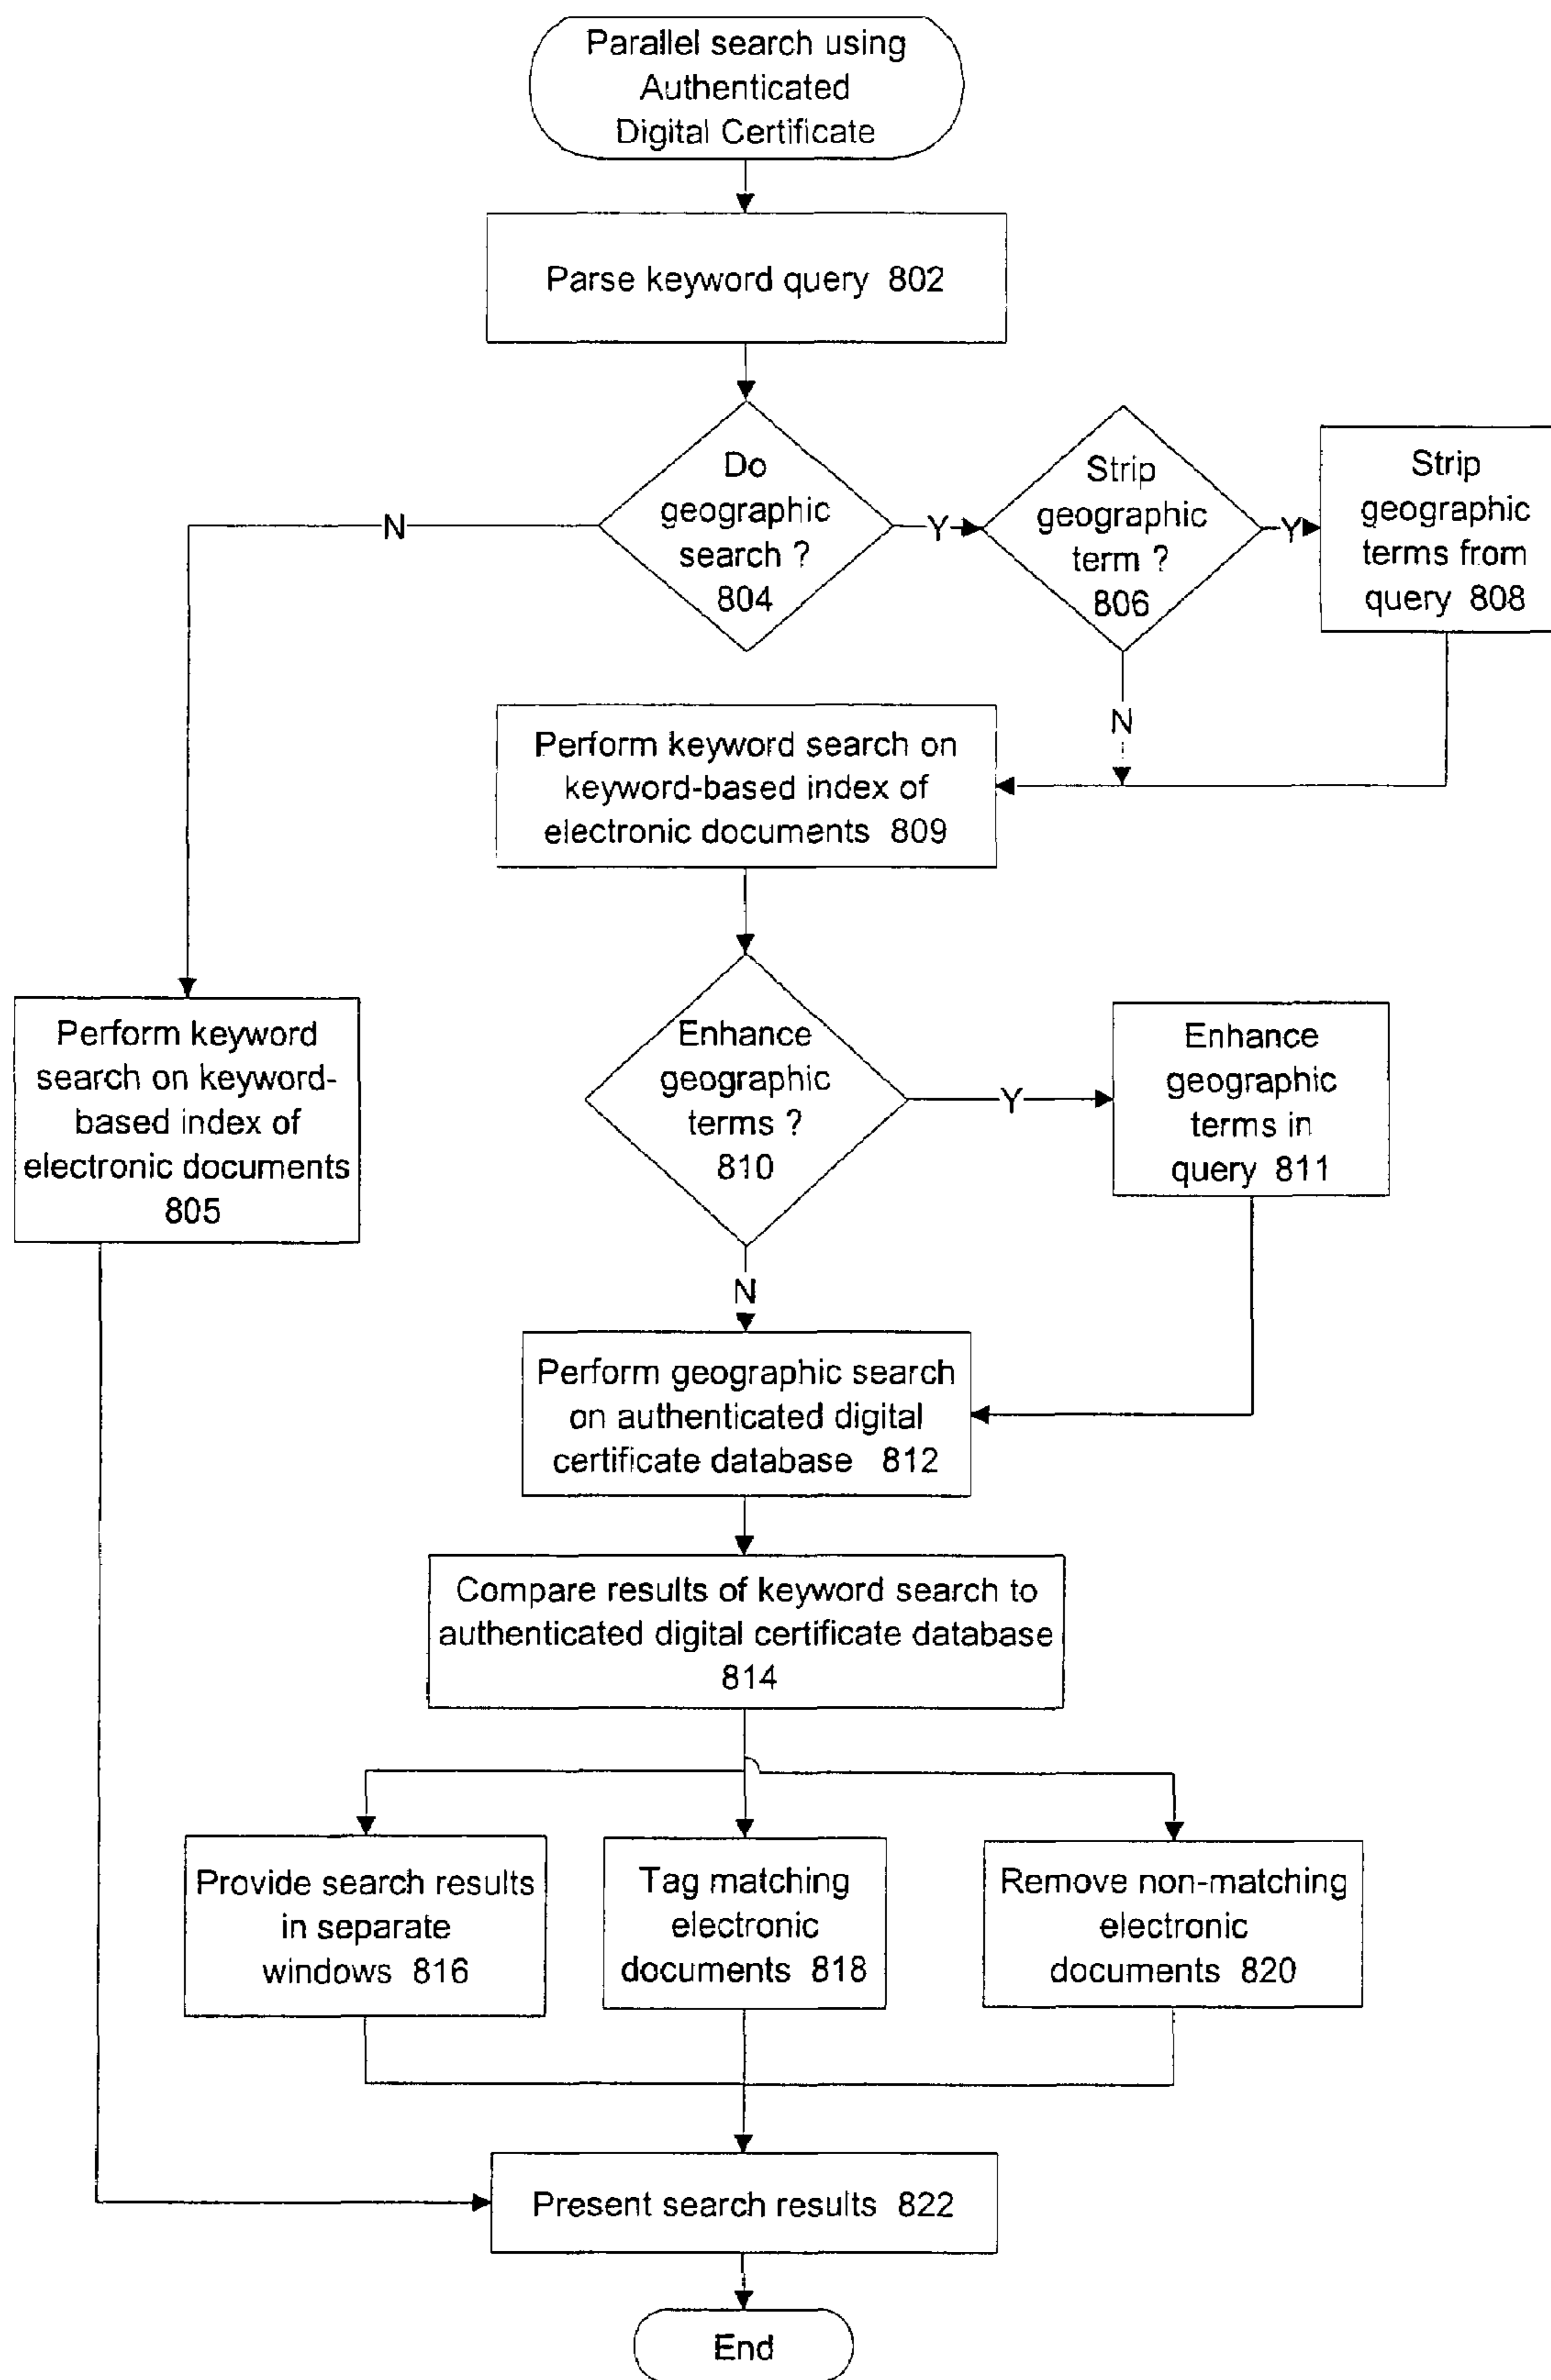 Parallel search using
Authenticated
Digital Certificate
Parse keyword query 802
Do
geographic
search ?
804
N
Y
Strip
geographic
term ?
806
Y
Strip
geographic
terms from
query 808
N
Perform keyword search on
keyword-based index of
electronic documents 809
Perform keyword
search on keyword-
based index of
electronic documents
805
Enhance
geographic
terms ?
810
Y
Enhance
geographic
terms in
query 811
N
Perform geographic search
on authenticated digital
certificate database 812
Compare results of keyword search to
authenticated digital certificate database
814
Provide search results
in separate
windows 816
Tag matching
electronic
documents 818
Remove non-matching
electronic
documents 820
Present search results 822
End